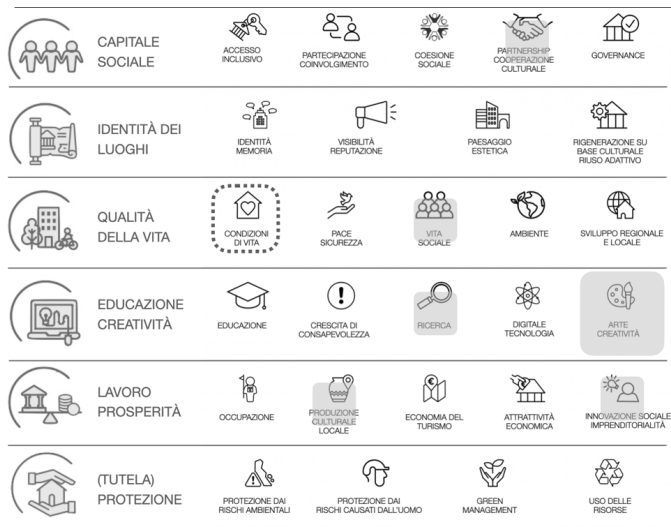 CAPITALE
SOCIALE
ACCESSO
INCLUSIVO
PARTECIPAZIONE
COINVOLGIMENTO
COESIONE
SOCIALE
PARTNERSHIP
COOPERAZIONE
CULTURALE
GOVERNANCE
IDENTITÀ DEI
LUOGHI
IDENTITÀ
MEMORIA
VISIBILITÀ
REPUTAZIONE
PAESAGGIO
ESTETICA
RIGENERAZIONE SU
BASE CULTURALE
RIUSO ADATTIVO
QUALITÀ
DELLA VITA
CONDIZIONI
DI VITA
PACE
SICUREZZA
VITA
SOCIALE
AMBIENTE
SVILUPPO REGIONALE
E LOCALE
EDUCAZIONE
CREATIVITÀ
EDUCAZIONE
CRESCITA DI
CONSAPEVOLEZZA
RICERCA
DIGITALE
TECNOLOGIA
ARTE
CREATIVITÀ
LAVORO
PROSPERITÀ
OCCUPAZIONE
PRODUZIONE
CULTURALE
LOCALE
ECONOMIA DEL
TURISMO
ATTRATTIVITÀ
ECONOMICA
INNOVAZIONE SOCIALE
IMPRENDITORIALITÀ
(TUTELA)
PROTEZIONE
PROTEZIONE DAI
RISCHI AMBIENTALI
PROTEZIONE DAI
RISCHI CAUSATI DALL'UOMO
GREEN
MANAGEMENT
USO DELLE
RISORSE